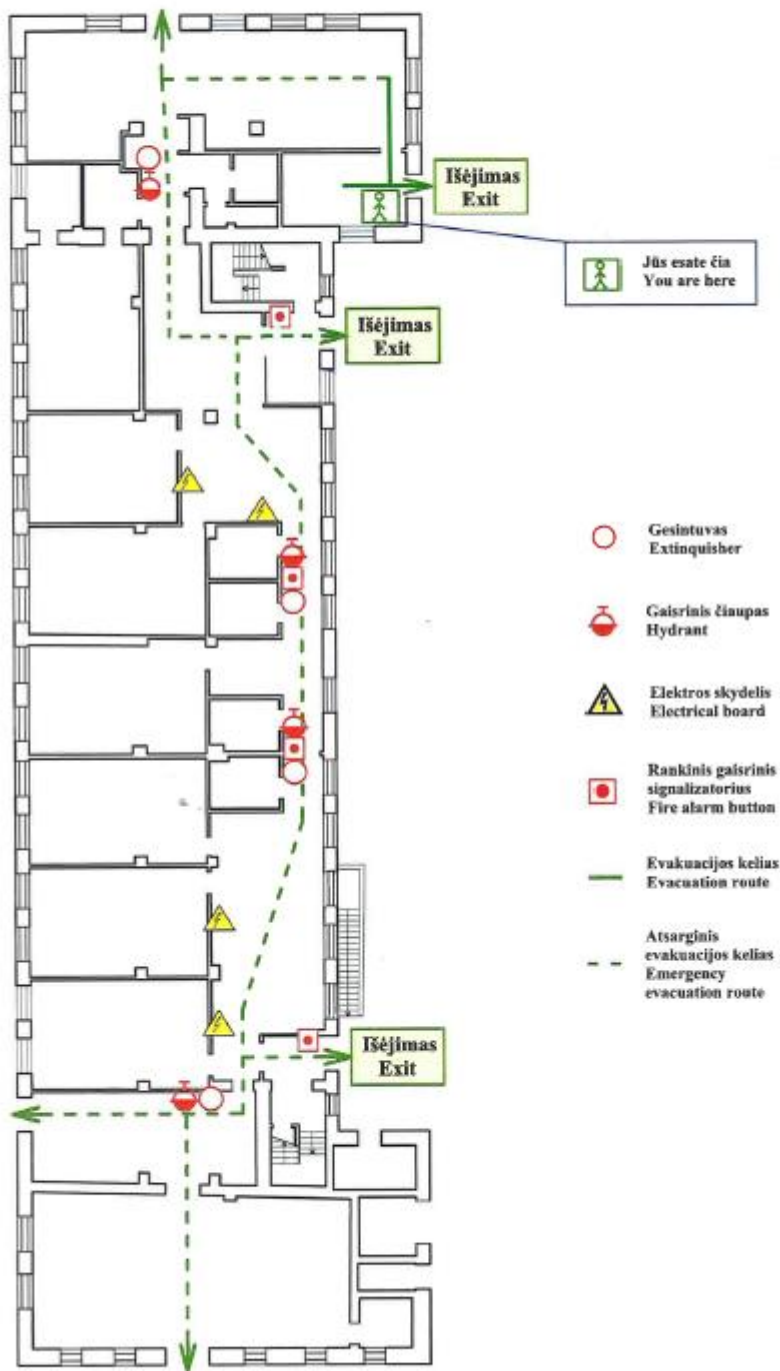 Išėjimas
Exit
Jūs esate čia
You are here
Išėjimas
Exit
Gesintuvas
Extinquisher
Gaisrinis čiaupas
Hydrant
Elektros skydelis
Electrical board
Rankinis gaisrinis
signalizatorius
Fire alarm button
Evakuacijos kelias
Evacuation route
Atsarginis
evakuacijos kelias
Emergency
evacuation route
Išėjimas
Exit